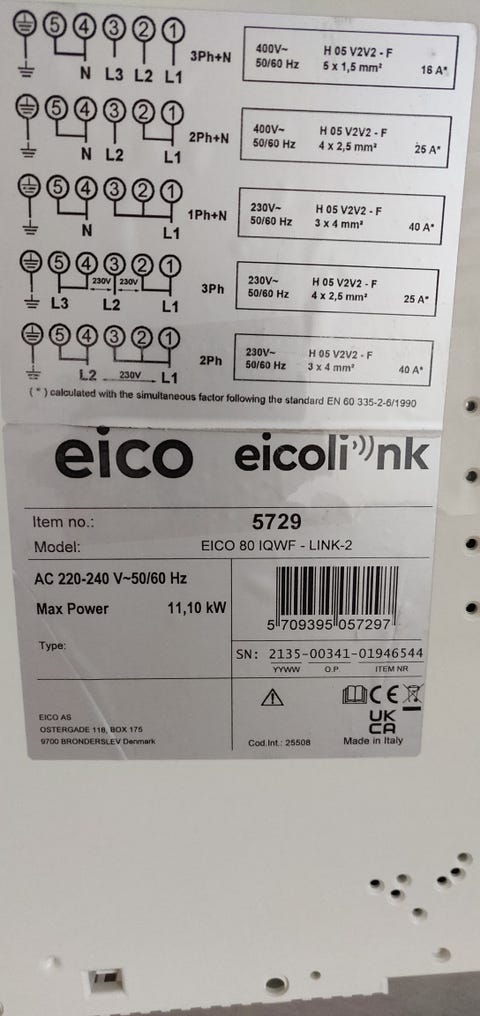 5 4 3 2 1
N L3 L2 L1
3Ph+N
400V~ H 05 V2V2 - F
50/60 Hz 5 x 1,5 mm² 16 A*
5 4 3 2 1
N L2 L1
2Ph+N
400V~ H 05 V2V2 - F
50/60 Hz 4 x 2,5 mm² 25 A*
5 4 3 2 1
N L1
1Ph+N
230V~ H 05 V2V2 - F
50/60 Hz 3 x 4 mm² 40 A*
5 4 3 2 1
230V 230V
L3 L2 L1
3Ph
230V~ H 05 V2V2 - F
50/60 Hz 4 x 2,5 mm² 25 A*
5 4 3 2 1
L2 230V L1
2Ph
230V~ H 05 V2V2 - F
50/60 Hz 3 x 4 mm² 40 A*
( * ) calculated with the simultaneous factor following the standard EN 60 335-2-6/1990
eico eicolink
Item no.: 5729
Model: EICO 80 IQWF - LINK-2
AC 220-240 V~50/60 Hz
Max Power 11,10 kW
5 709395 057297
Type:
SN: 2135-00341-01946544
YYWW O.P. ITEM NR
CE
UK
CA
EICO AS
OSTERGADE 118, BOX 175
9700 BRONDERSLEV Denmark
Cod.Int.: 25508 Made in Italy